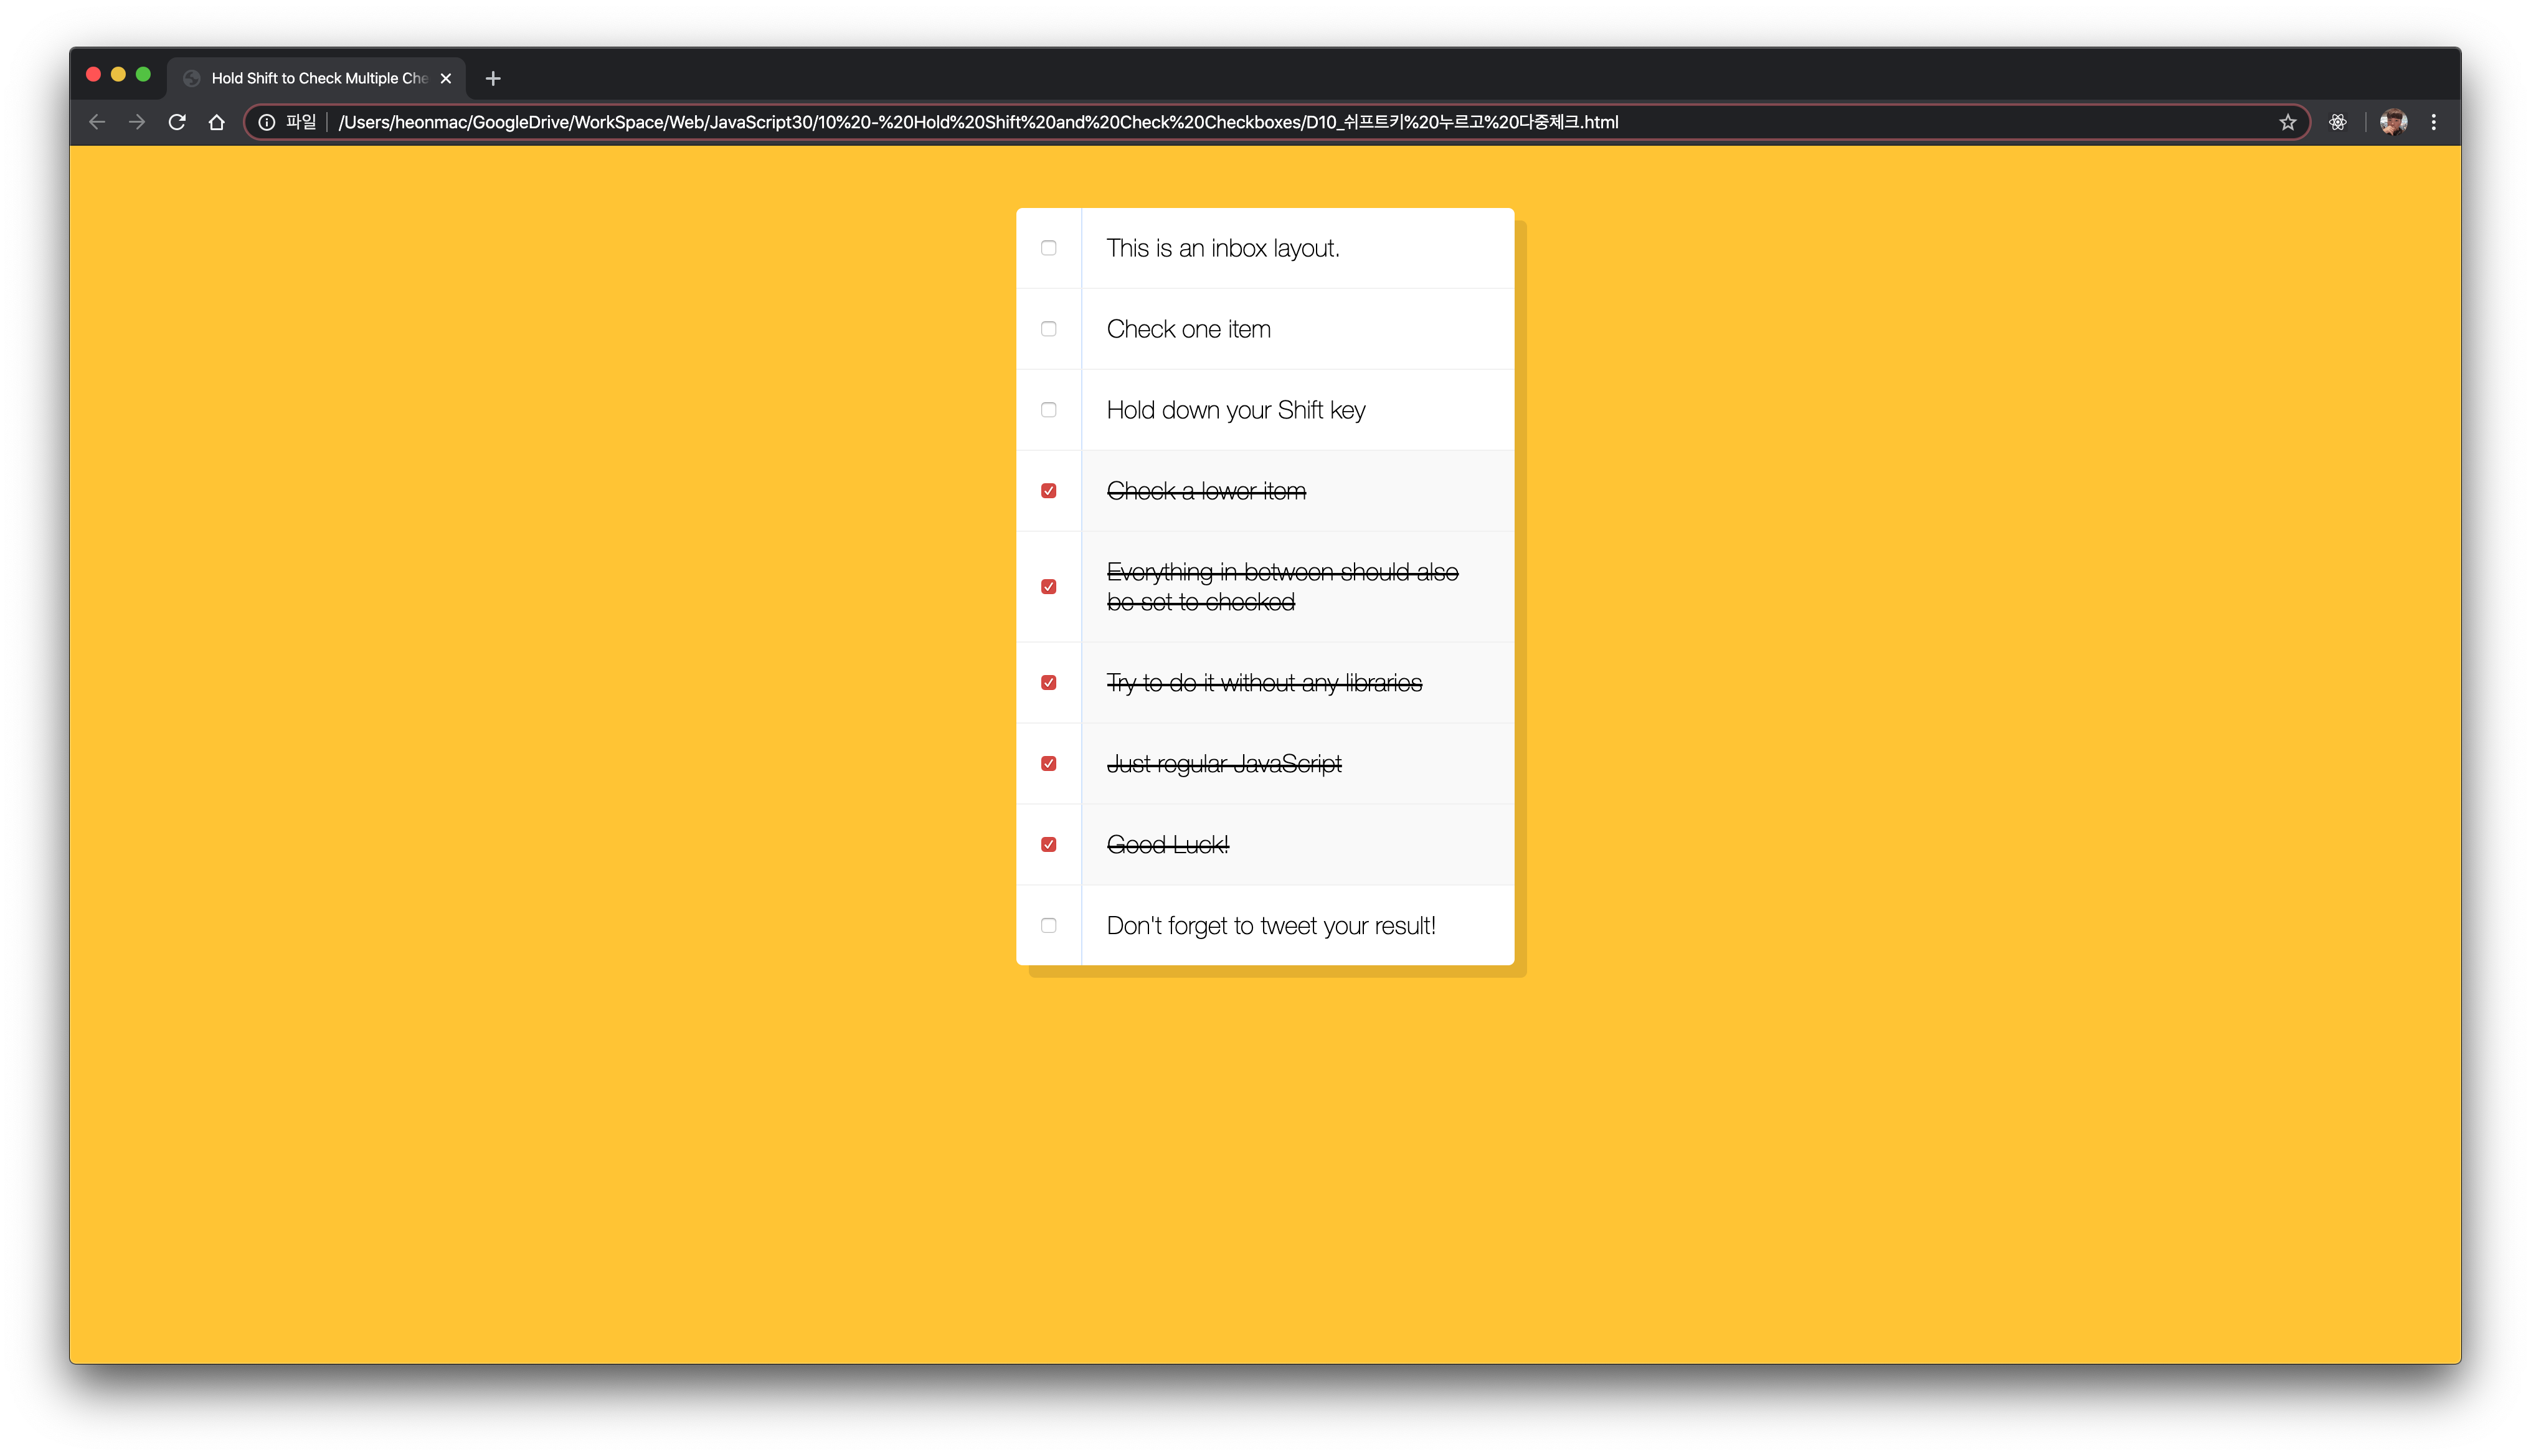 Hold Shift to Check Multiple Che
파일
/Users/heonmac/GoogleDrive/WorkSpace/Web/JavaScript30/10%20-%20Hold%20Shift%20and%20Check%20Checkboxes/D10_쉬프트키%20누르고%20다중체크.html
This is an inbox layout.
Check one item
Hold down your Shift key
Check a lower item
Everything in between should also
be set to checked
Try to do it without any libraries
Just regular JavaScript
Good Luck!
Don't forget to tweet your result!